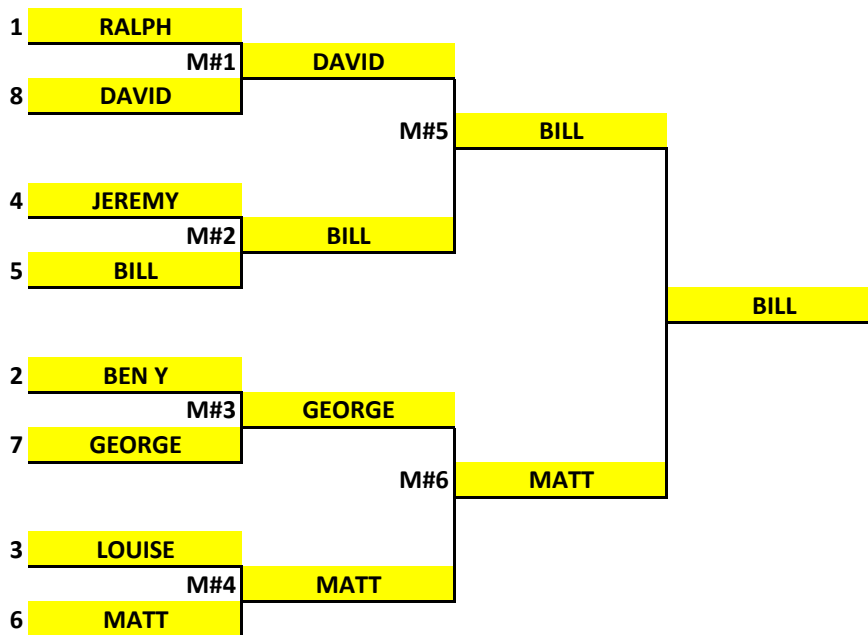 1 RALPH
M#1 DAVID
8 DAVID
M#5 BILL
4 JEREMY
M#2 BILL
5 BILL
BILL
2 BEN Y
M#3 GEORGE
7 GEORGE
M#6 MATT
3 LOUISE
M#4 MATT
6 MATT